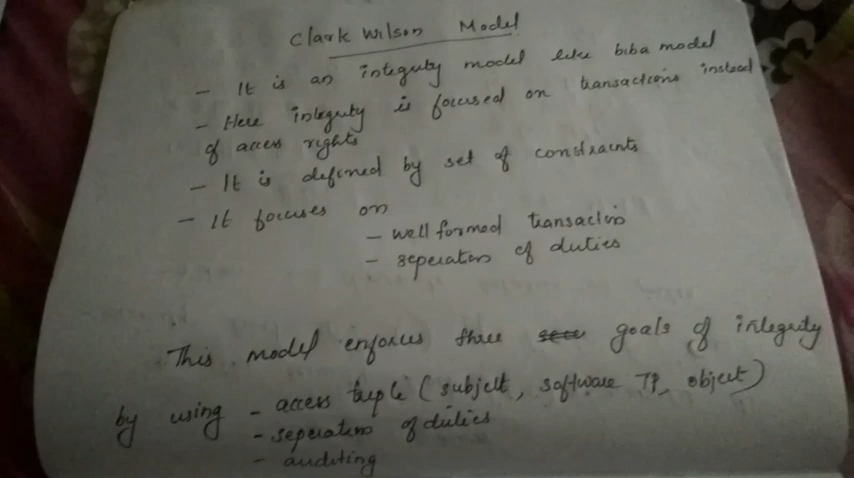 Clark Wilson Model
- It is an integrity model like biba model
- Here integrity is focused on transactions instead
of access rights
- It is defined by set of constraints
- It focuses on
- well formed transaction
- seperation of duties
This model enforces three goals of integrity
by using - access tuple (subject, software TP, object)
- seperation of duties
- auditing